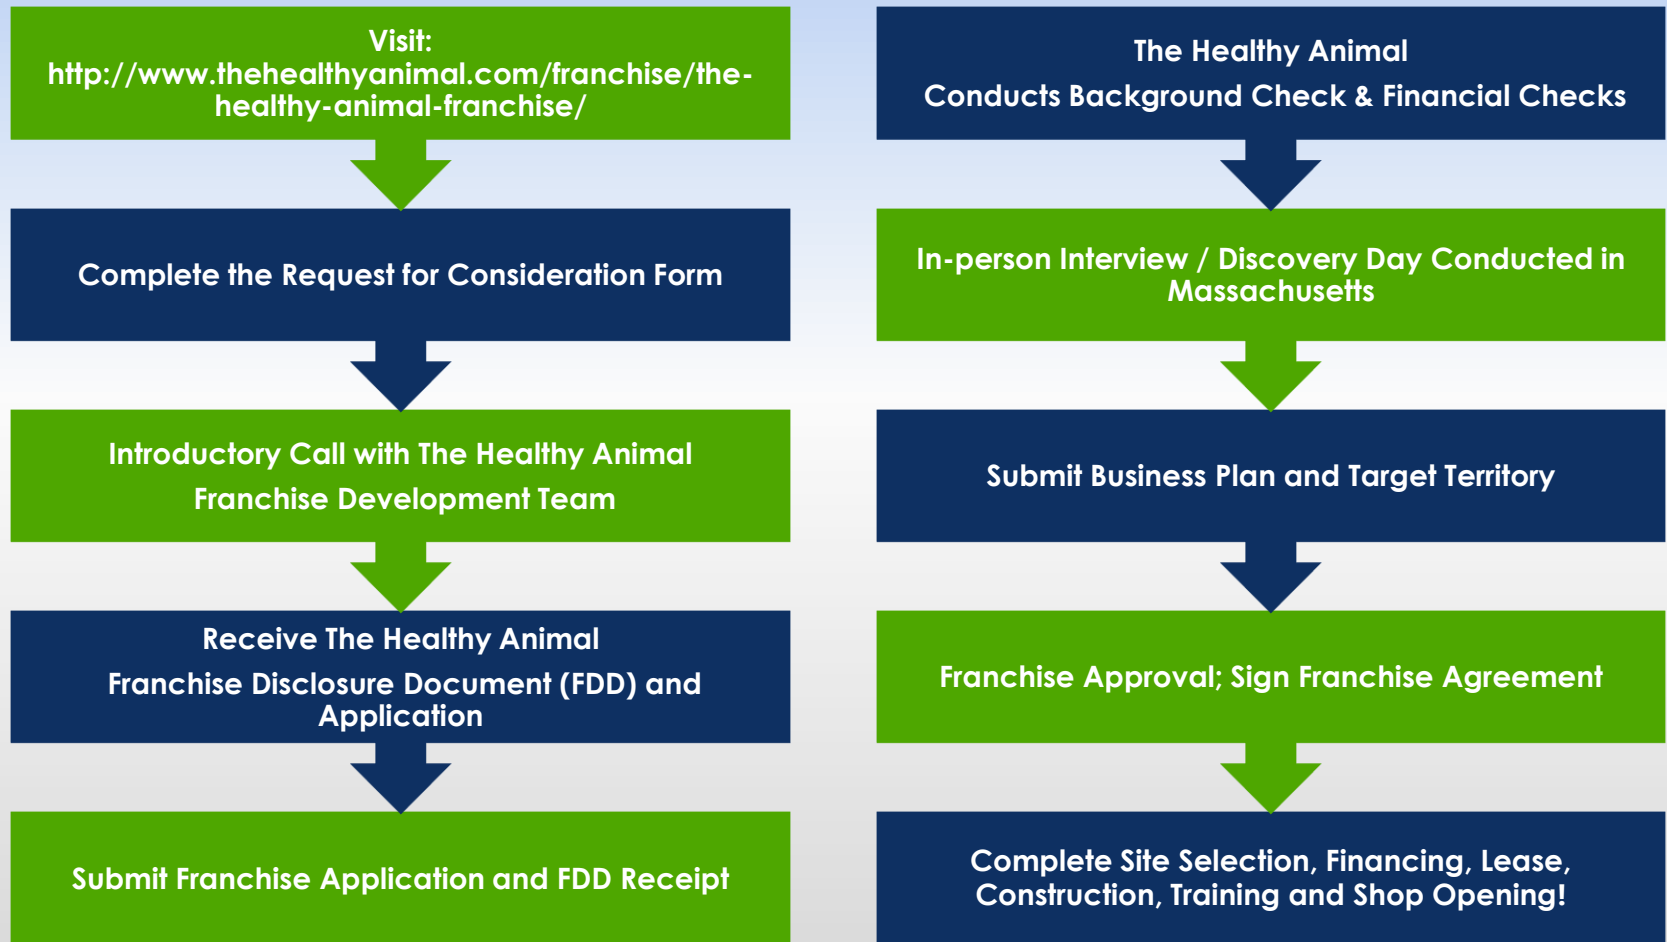 Visit:
http://www.thehealthyanimal.com/franchise/the-
healthy-animal-franchise/
Complete the Request for Consideration Form
Introductory Call with The Healthy Animal
Franchise Development Team
Receive The Healthy Animal
Franchise Disclosure Document (FDD) and
Application
Submit Franchise Application and FDD Receipt
The Healthy Animal
Conducts Background Check & Financial Checks
In-person Interview / Discovery Day Conducted in
Massachusetts
Submit Business Plan and Target Territory
Franchise Approval; Sign Franchise Agreement
Complete Site Selection, Financing, Lease,
Construction, Training and Shop Opening!